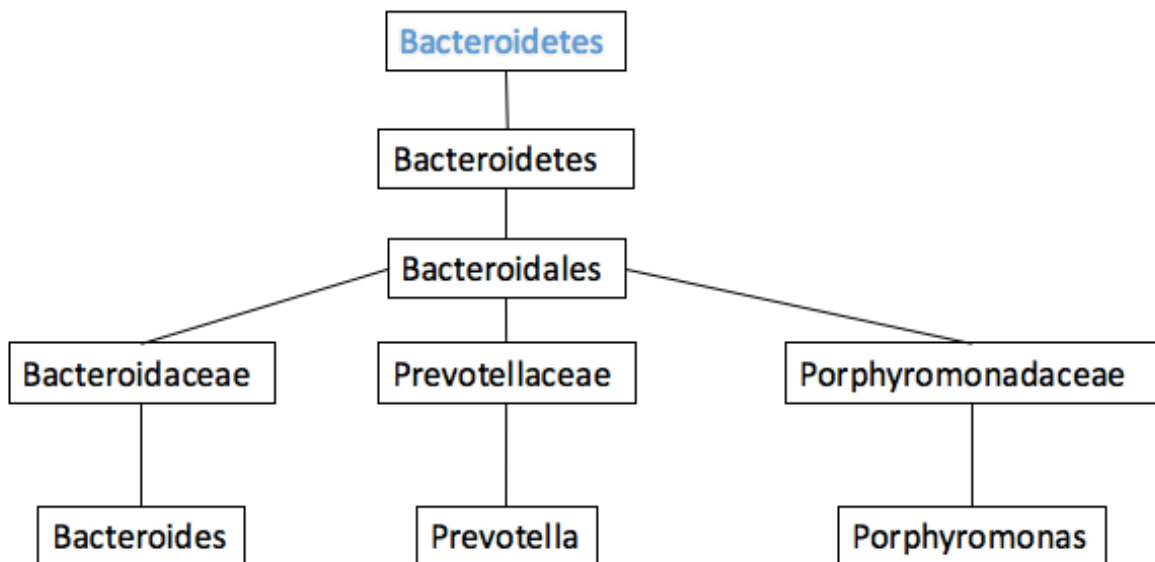 Bacteroidetes
Bacteroidetes
Bacteroidales
Bacteroidaceae
Prevotellaceae
Porphyromonadaceae
Bacteroides
Prevotella
Porphyromonas